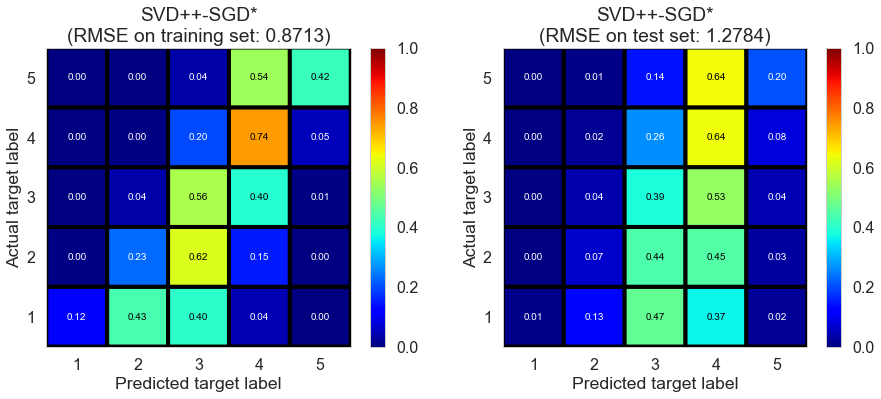 SVD++-SGD*
(RMSE on training set: 0.8713)
Actual target label
5
4
3
2
1
0.00 0.00 0.04 0.54 0.42
0.00 0.00 0.20 0.74 0.05
0.00 0.04 0.56 0.40 0.01
0.00 0.23 0.62 0.15 0.00
0.12 0.43 0.40 0.04 0.00
1 2 3 4 5
Predicted target label
1.0
0.8
0.6
0.4
0.2
0.0
SVD++-SGD*
(RMSE on test set: 1.2784)
Actual target label
5
4
3
2
1
0.00 0.01 0.14 0.64 0.20
0.00 0.02 0.26 0.64 0.08
0.00 0.04 0.39 0.53 0.04
0.00 0.07 0.44 0.45 0.03
0.01 0.13 0.47 0.37 0.02
1 2 3 4 5
Predicted target label
1.0
0.8
0.6
0.4
0.2
0.0